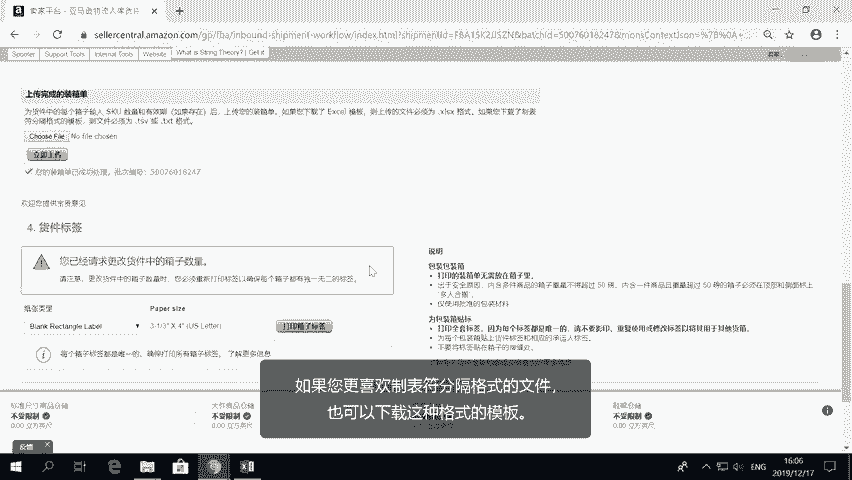 卖家平台 - 亚马逊物流入库货件
sellercentral.amazon.com
Spooler
Support Tools
Internal Tools
Website
What is String Theory? | Get it
上传完成的装箱单
为货件中的每个箱子输入 SKU 数量和有效期（如果存在）后，上传您的装箱单。如果您下载了 Excel 模板，则上传的文件必须为 .xlsx 格式。如果您下载了制表
符分隔格式的模板，则文件必须为 .tsv 或 .txt 格式。
Choose File No file chosen
立即上传
您的装箱单已成功处理，批次编号：50076018247
欢迎您提供宝贵意见
4. 货件标签
您已经请求更改货件中的箱子数量。
请注意，更改货件中的箱子数量时，您必须重新打印标签以确保每个箱子都有独一无二的标签。
纸张类型
Paper size
Blank Rectangle Label
3-1/3" X 4" (US Letter)
打印箱子标签
每个箱子标签都是唯一的，确保打印所有箱子标签。 了解更多信息
说明
包装包装箱
打印的装箱单无需放在箱子里。
出于安全原因，内含多件商品的箱子重量不得超过 50 磅，内含一件商品且重量超过 50 磅的箱子必须在顶部和侧面标上
“多人合搬”。
仅使用批准的包装材料
为包装箱贴标
打印全套标签，因为每个标签都是唯一的，请不要影印、重复使用或修改标签以将其用于其他货箱。
为每个包装箱贴上货件标签和相应的承运人标签。
不要将标签贴在箱子的接缝处。
如果您更喜欢制表符分隔格式的文件，
也可以下载这种格式的模板。
标准尺寸商品仓储
不受限制
0.00 立方英尺
大件商品仓储
不受限制
0.00 立方英尺
鞋靴仓储
不受限制
0.00 立方英尺
反馈
ENG
16:06
2019/12/17